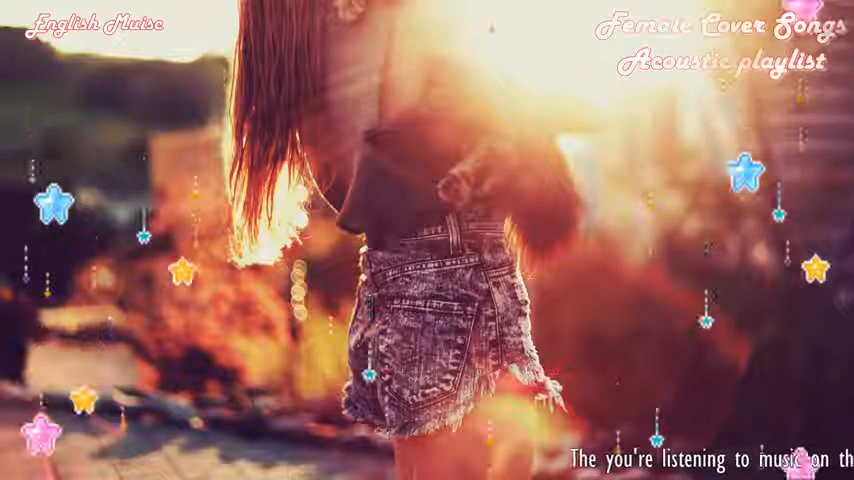 English Muisc
Female Cover Songs
Acoustic playlist
The you're listening to music on th